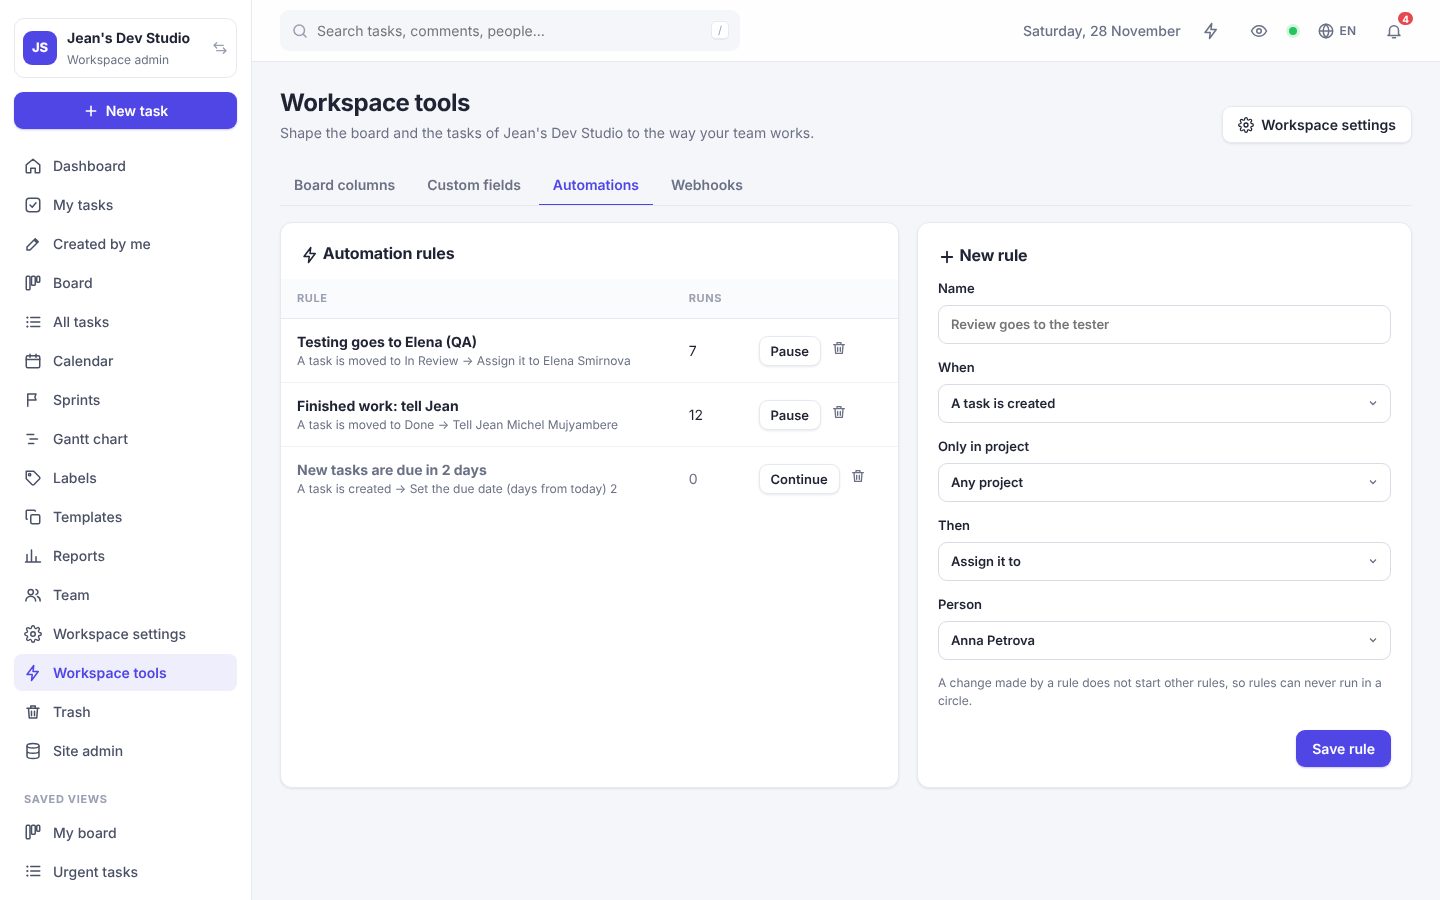 JS
Jean's Dev Studio
Workspace admin
New task
Dashboard
My tasks
Created by me
Board
All tasks
Calendar
Sprints
Gantt chart
Labels
Templates
Reports
Team
Workspace settings
Workspace tools
Trash
Site admin
SAVED VIEWS
My board
Urgent tasks
Search tasks, comments, people...
/
Saturday, 28 November
EN
4
Workspace tools
Shape the board and the tasks of Jean's Dev Studio to the way your team works.
Workspace settings
Board columns
Custom fields
Automations
Webhooks
Automation rules
RULE RUNS
Testing goes to Elena (QA)
A task is moved to In Review → Assign it to Elena Smirnova
7
Pause
Finished work: tell Jean
A task is moved to Done → Tell Jean Michel Mujyambere
12
Pause
New tasks are due in 2 days
A task is created → Set the due date (days from today) 2
0
Continue
New rule
Name
Review goes to the tester
When
A task is created
Only in project
Any project
Then
Assign it to
Person
Anna Petrova
A change made by a rule does not start other rules, so rules can never run in a
circle.
Save rule